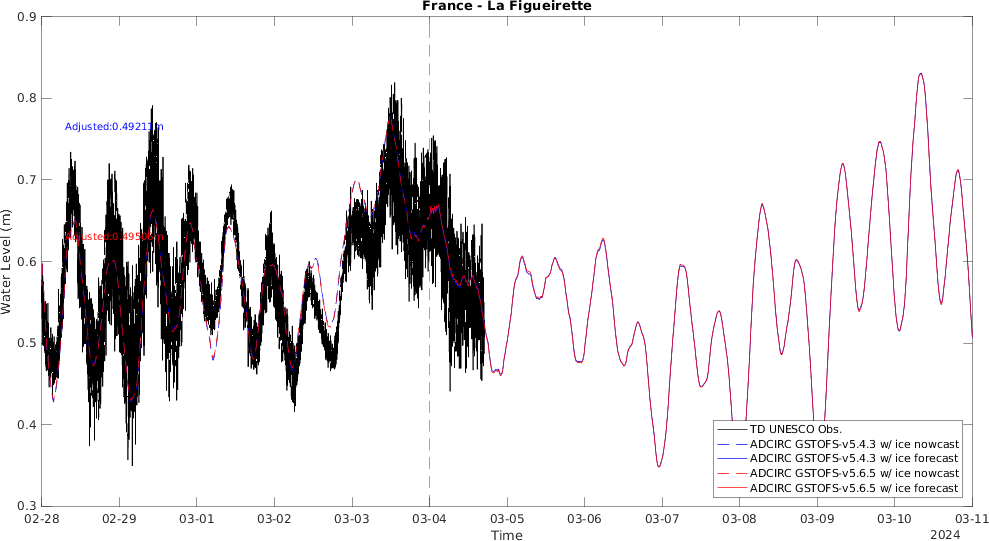 France - La Figueirette
0.9
0.8
0.7
0.6
0.5
0.4
0.3
Water Level (m)
Adjusted:0.49211m
TD UNESCO Obs.
ADCIRC GSTOFS-v5.4.3 w/ ice nowcast
ADCIRC GSTOFS-v5.4.3 w/ ice forecast
ADCIRC GSTOFS-v5.6.5 w/ ice nowcast
ADCIRC GSTOFS-v5.6.5 w/ ice forecast
02-28 02-29 03-01 03-02 03-03 03-04 03-05 03-06 03-07 03-08 03-09 03-10 03-11
Time
2024